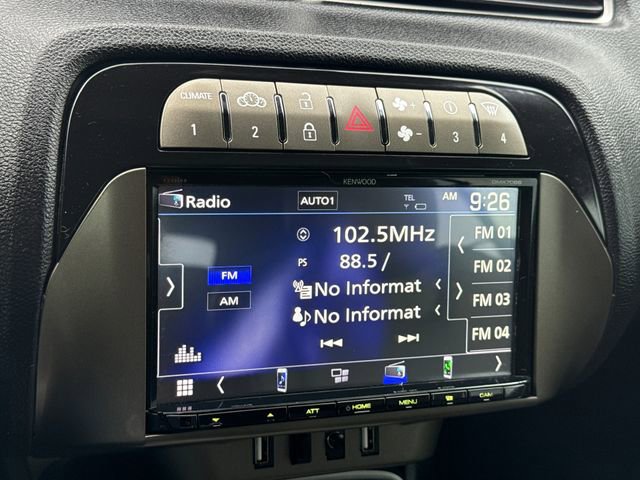 CLIMATE
1 2 3 4
KENWOOD
Radio AUTO1 TEL AM 9:26
102.5MHz FM 01
PS 88.5 / FM 02
FM
No Informat FM 03
AM
No Informat FM 04
ATT HOME MENU CAM